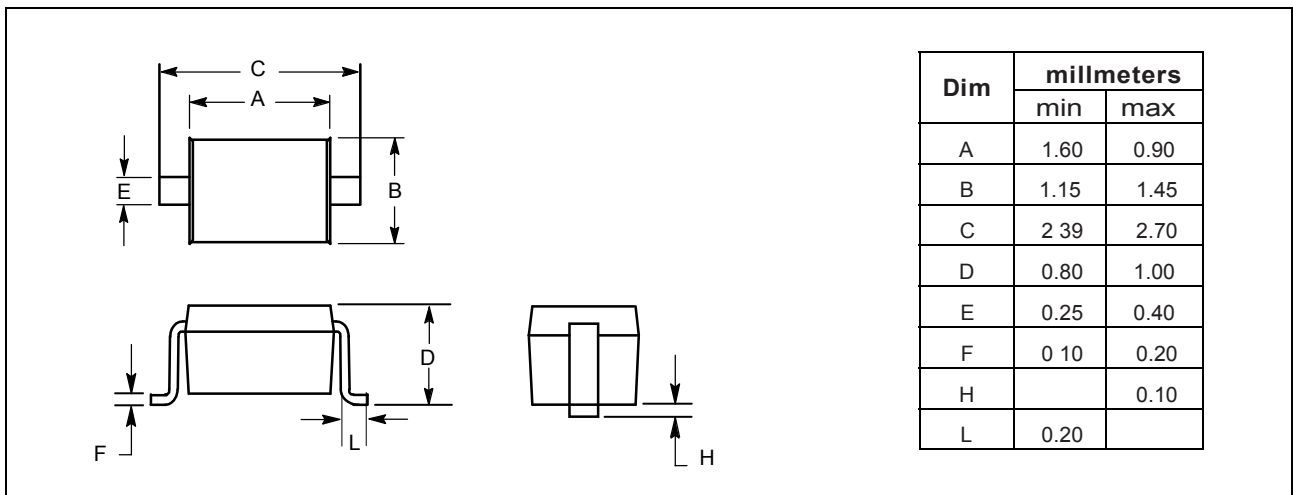 C
A
E
B
D
F
L
H
Dim millmeters
min max
A 1.60 0.90
B 1.15 1.45
C 2 39 2.70
D 0.80 1.00
E 0.25 0.40
F 0 10 0.20
H 0.10
L 0.20